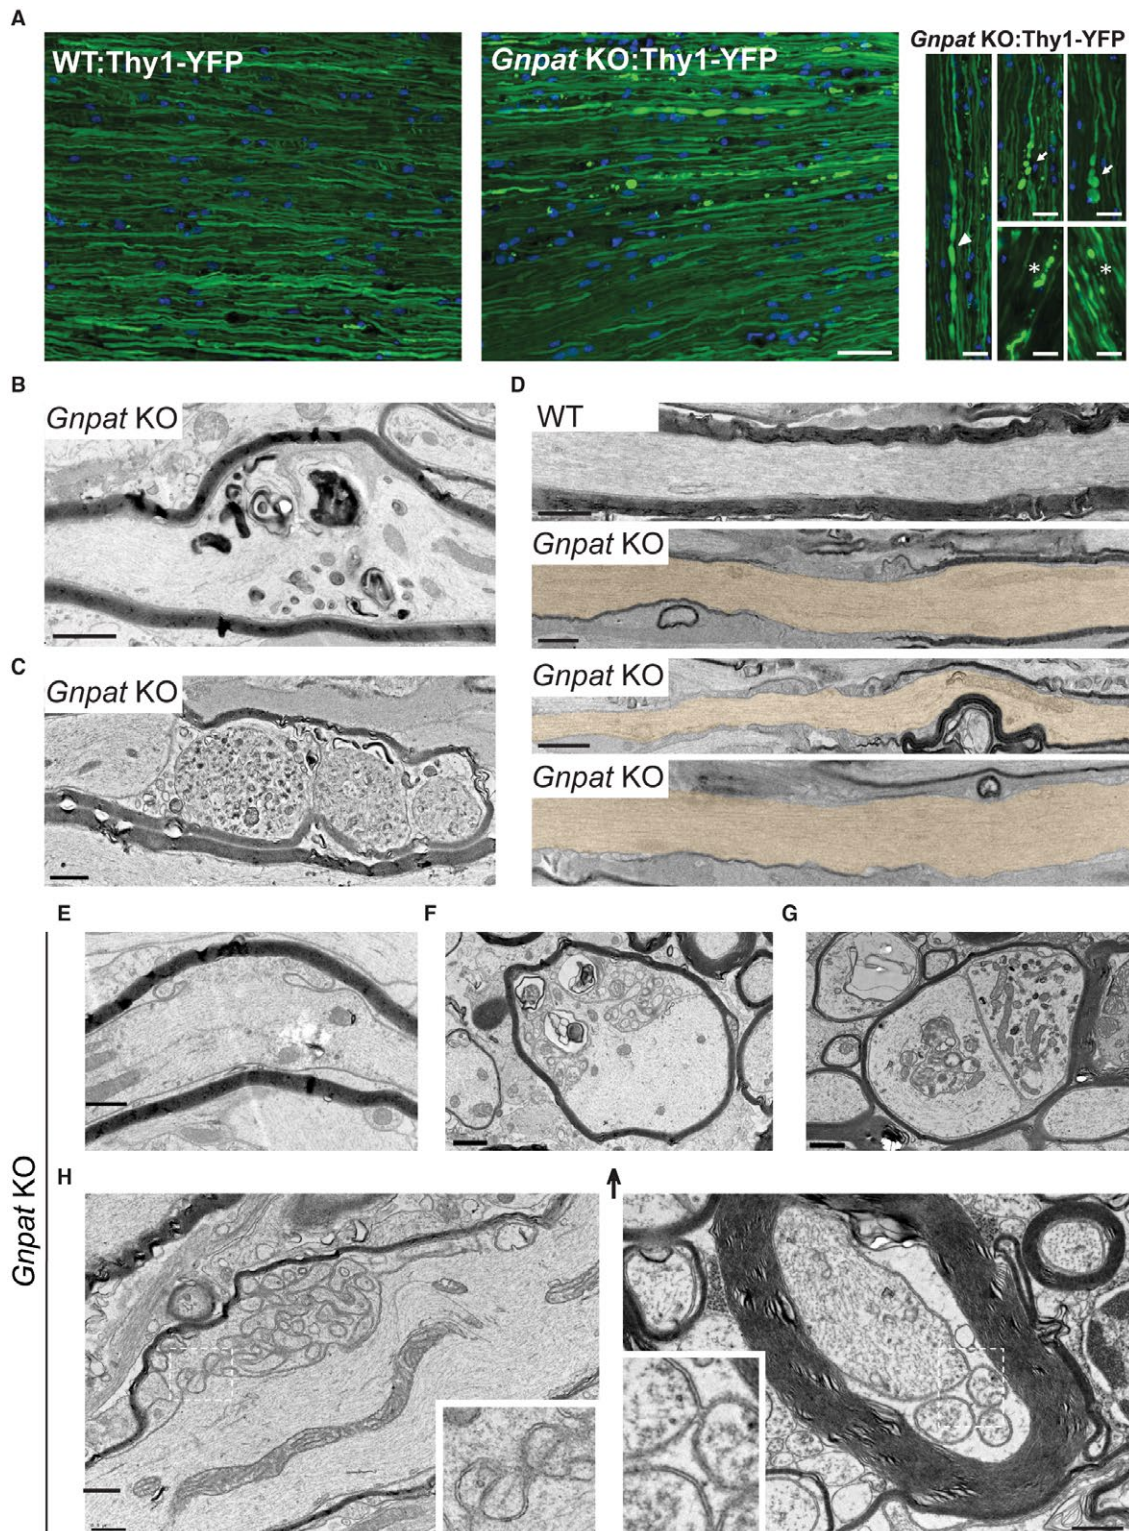 A
WT:Thy1-YFP
Gnpat KO:Thy1-YFP
Gnpat KO:Thy1-YFP
*
*
B
Gnpat KO
D
WT
Gnpat KO
C
Gnpat KO
Gnpat KO
Gnpat KO
E
F
G
Gnpat KO
H